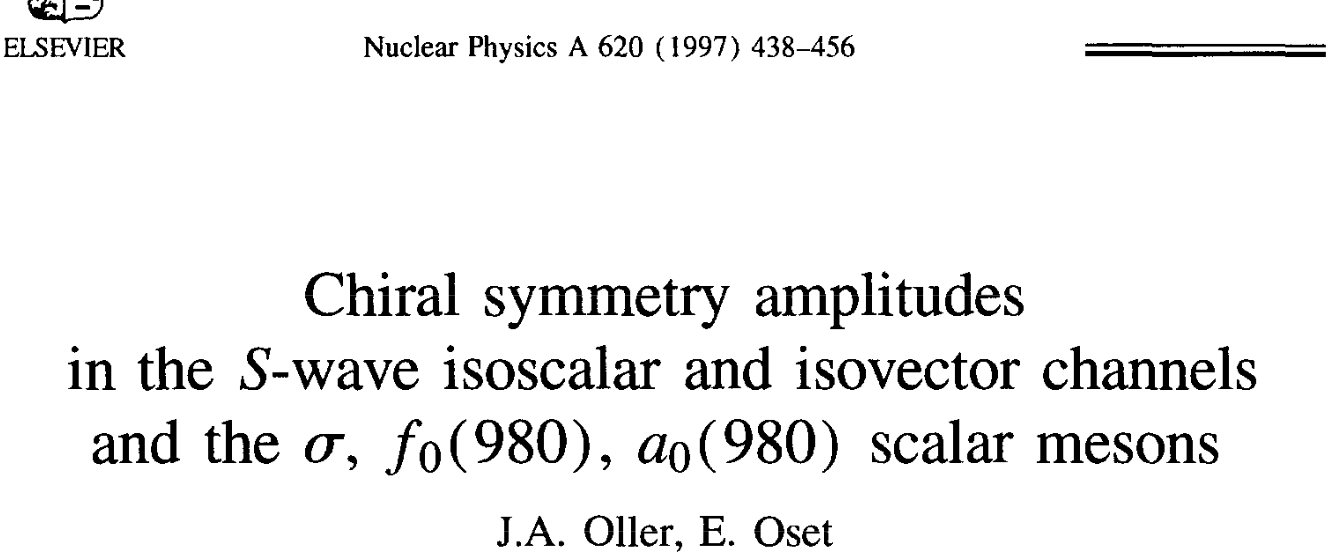 ELSEVIER
Nuclear Physics A 620 (1997) 438–456
Chiral symmetry amplitudes
in the S-wave isoscalar and isovector channels
and the σ, f₀(980), a₀(980) scalar mesons
J.A. Oller, E. Oset